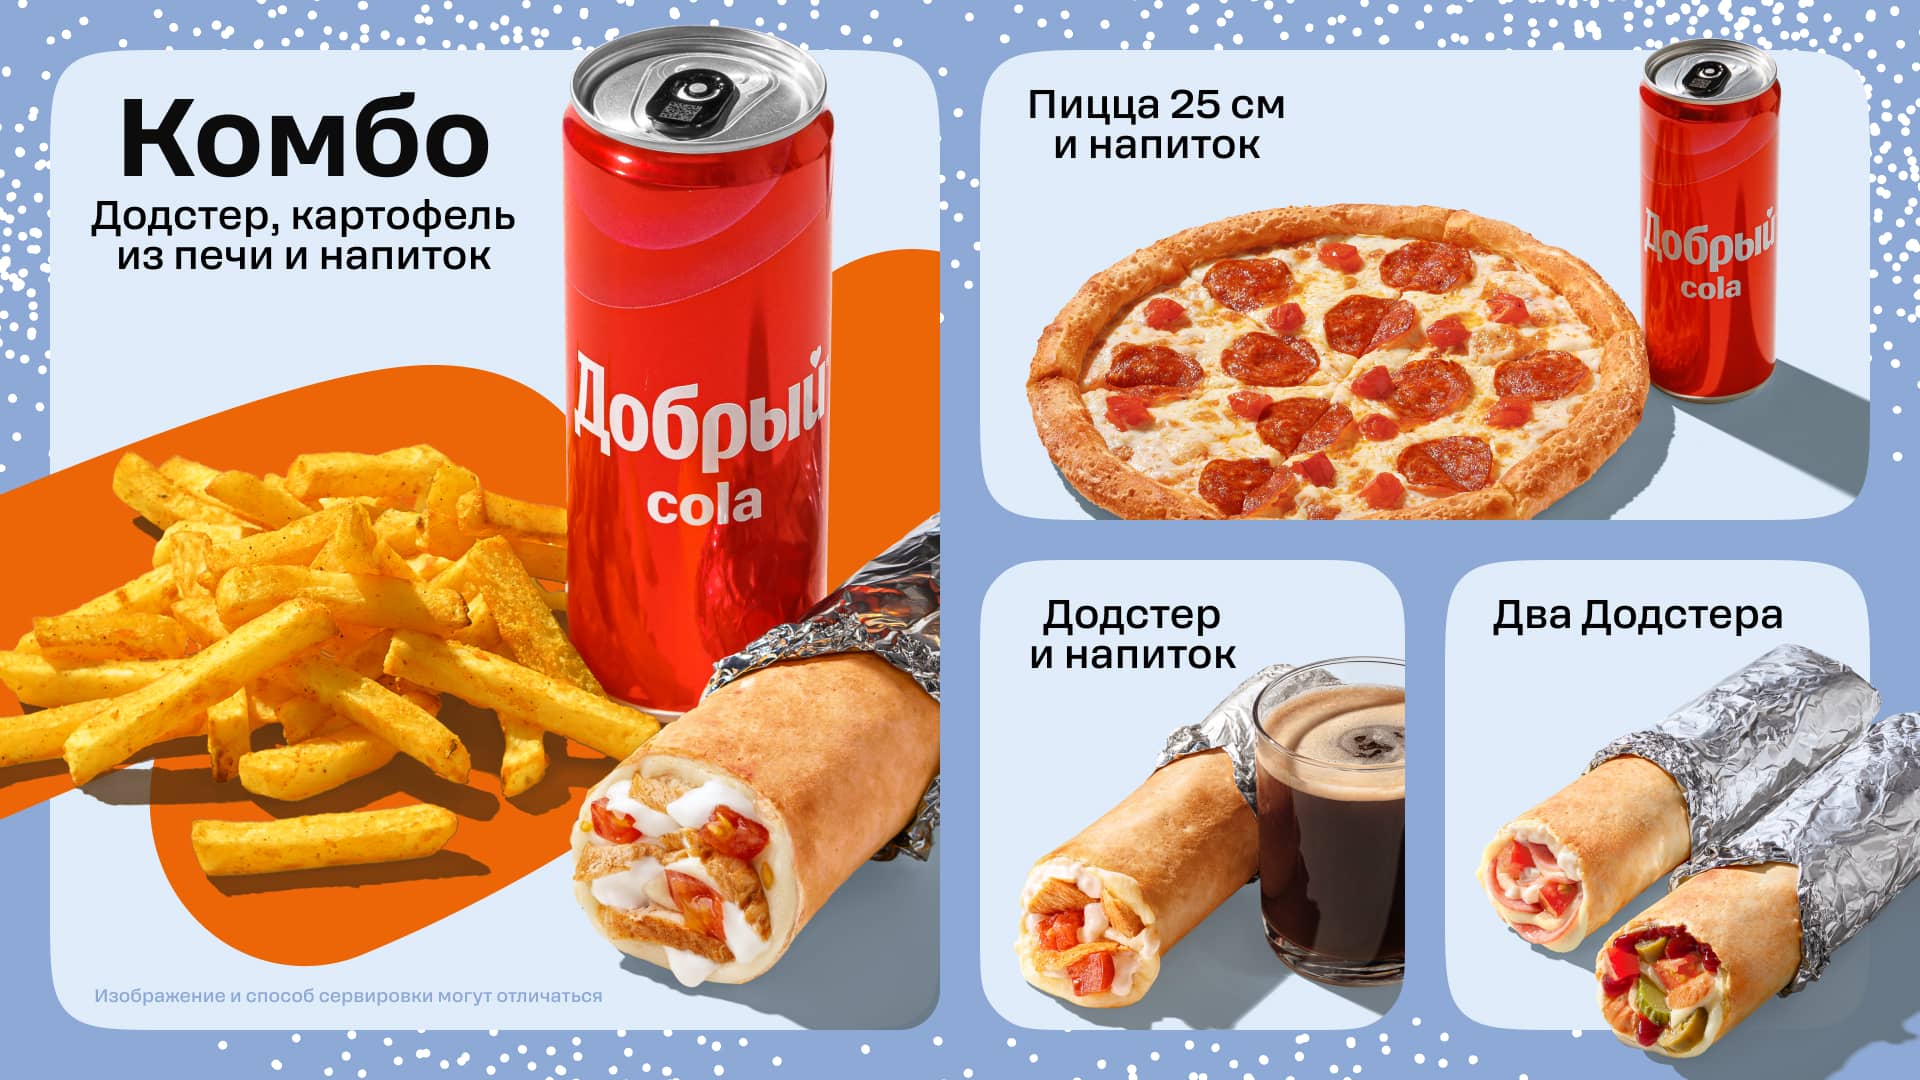 Комбо
Додстер, картофель
из печи и напиток
Добрый
cola
Изображение и способ сервировки могут отличаться
Пицца 25 см
и напиток
Добрый
cola
Додстер
и напиток
Два Додстера